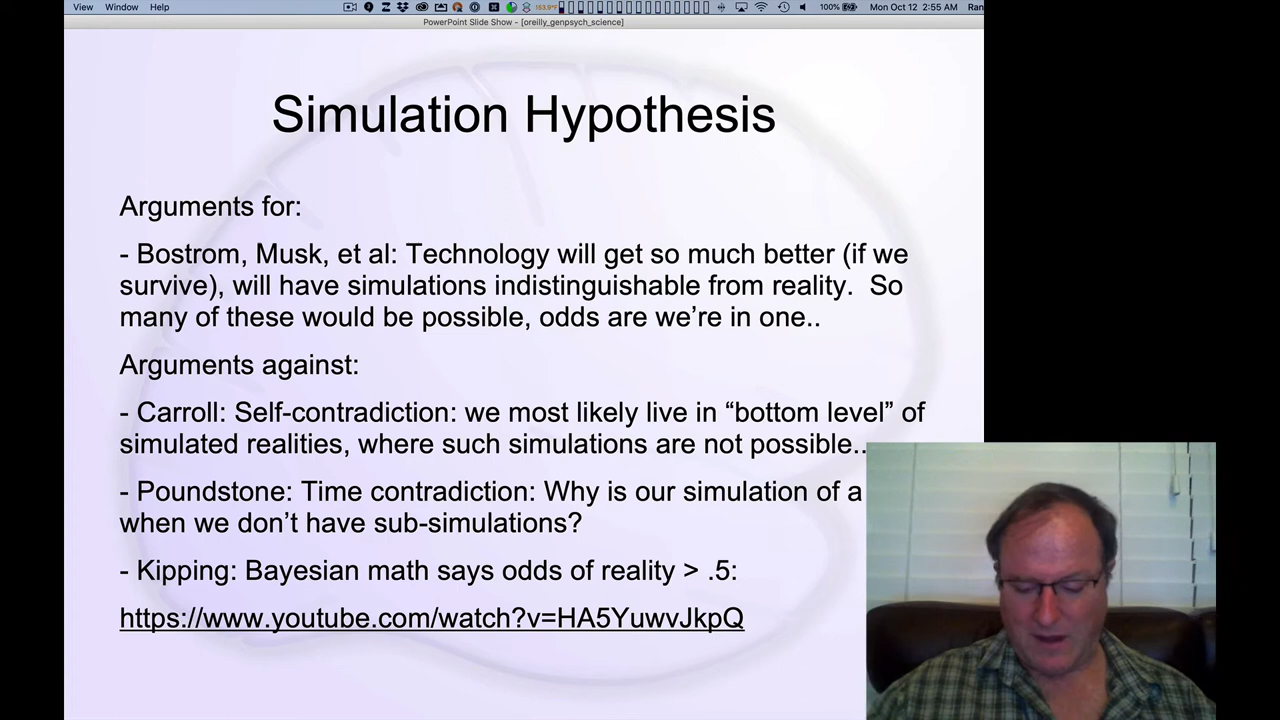 View Window Help 153.9°F 100% Mon Oct 12 2:55 AM Ran
PowerPoint Slide Show - [oreilly_genpsych_science]
Simulation Hypothesis
Arguments for:
- Bostrom, Musk, et al: Technology will get so much better (if we
survive), will have simulations indistinguishable from reality.  So
many of these would be possible, odds are we’re in one..
Arguments against:
- Carroll: Self-contradiction: we most likely live in “bottom level” of
simulated realities, where such simulations are not possible..
- Poundstone: Time contradiction: Why is our simulation of a
when we don’t have sub-simulations?
- Kipping: Bayesian math says odds of reality > .5:
https://www.youtube.com/watch?v=HA5YuwvJkpQ